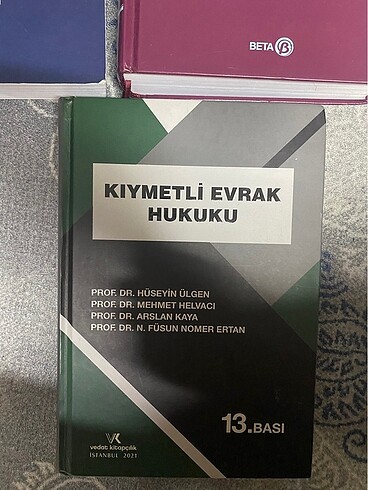 BETA B
KIYMETLİ EVRAK
HUKUKU
PROF. DR. HÜSEYİN ÜLGEN
PROF. DR. MEHMET HELVACI
PROF. DR. ARSLAN KAYA
PROF. DR. N. FÜSUN NOMER ERTAN
13.BASI
VK
vedat kitapçılık
İSTANBUL 2021